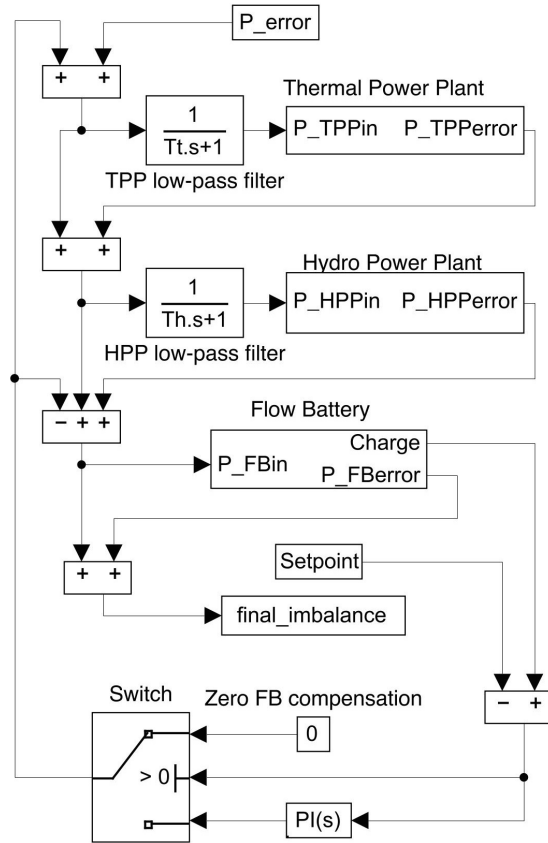 P_error
+ +
Thermal Power Plant
1
Tt.s+1
P_TPPin P_TPPerror
TPP low-pass filter
+ +
Hydro Power Plant
1
Th.s+1
P_HPPin P_HPPerror
HPP low-pass filter
− + +
Flow Battery
Charge
P_FBin
P_FBerror
+ +
Setpoint
final_imbalance
Switch
Zero FB compensation
− +
0
> 0
PI(s)